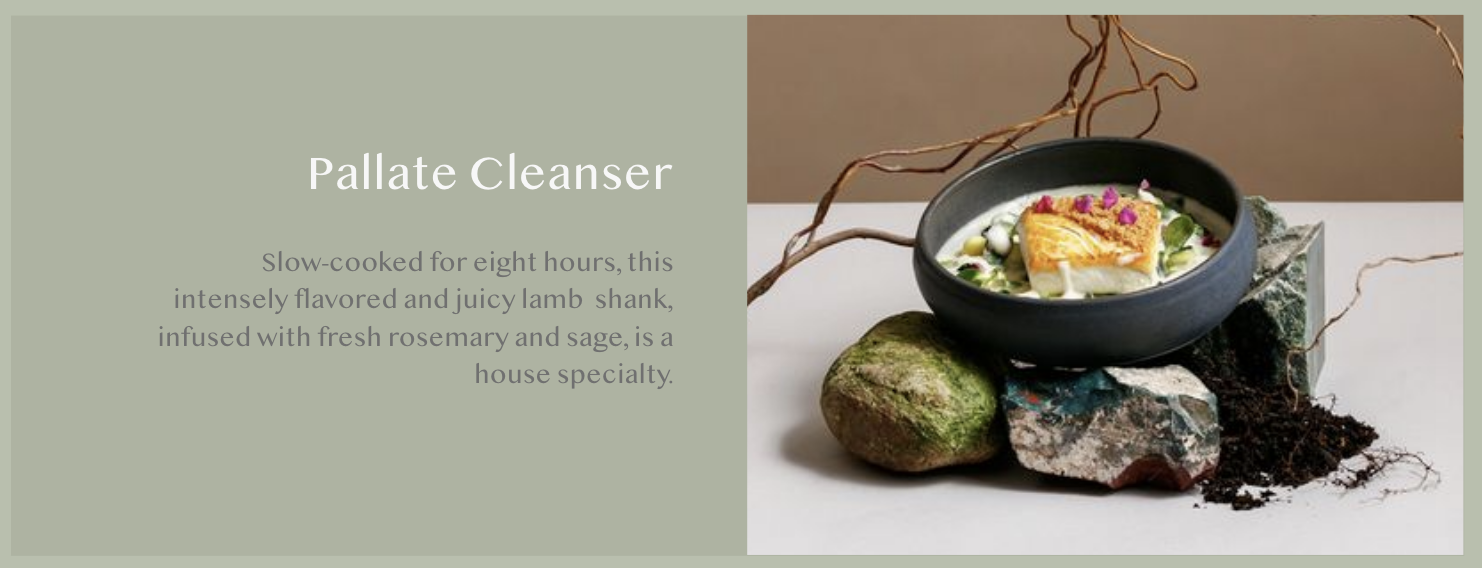 Pallate Cleanser
Slow-cooked for eight hours, this
intensely flavored and juicy lamb  shank,
infused with fresh rosemary and sage, is a
house specialty.